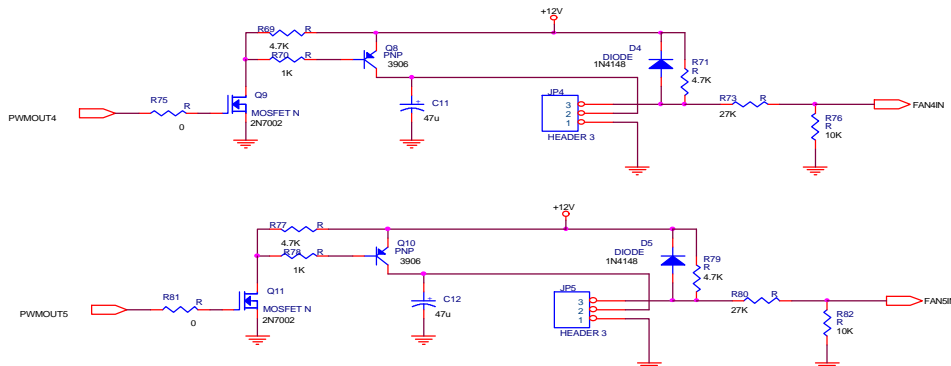 +12V
R69 R
4.7K
R70 R
1K
Q8
PNP
3906
D4
DIODE
1N4148
R71
R
4.7K
Q9
MOSFET N
2N7002
R75 R
0
PWMOUT4
C11
47u
JP4
3
2
1
HEADER 3
R73 R
27K
R76
R
10K
FAN4IN
+12V
R77 R
4.7K
R78 R
1K
Q10
PNP
3906
D5
DIODE
1N4148
R79
R
4.7K
Q11
MOSFET N
2N7002
R81 R
0
PWMOUT5
C12
47u
JP5
3
2
1
HEADER 3
R80 R
27K
R82
R
10K
FAN5IN